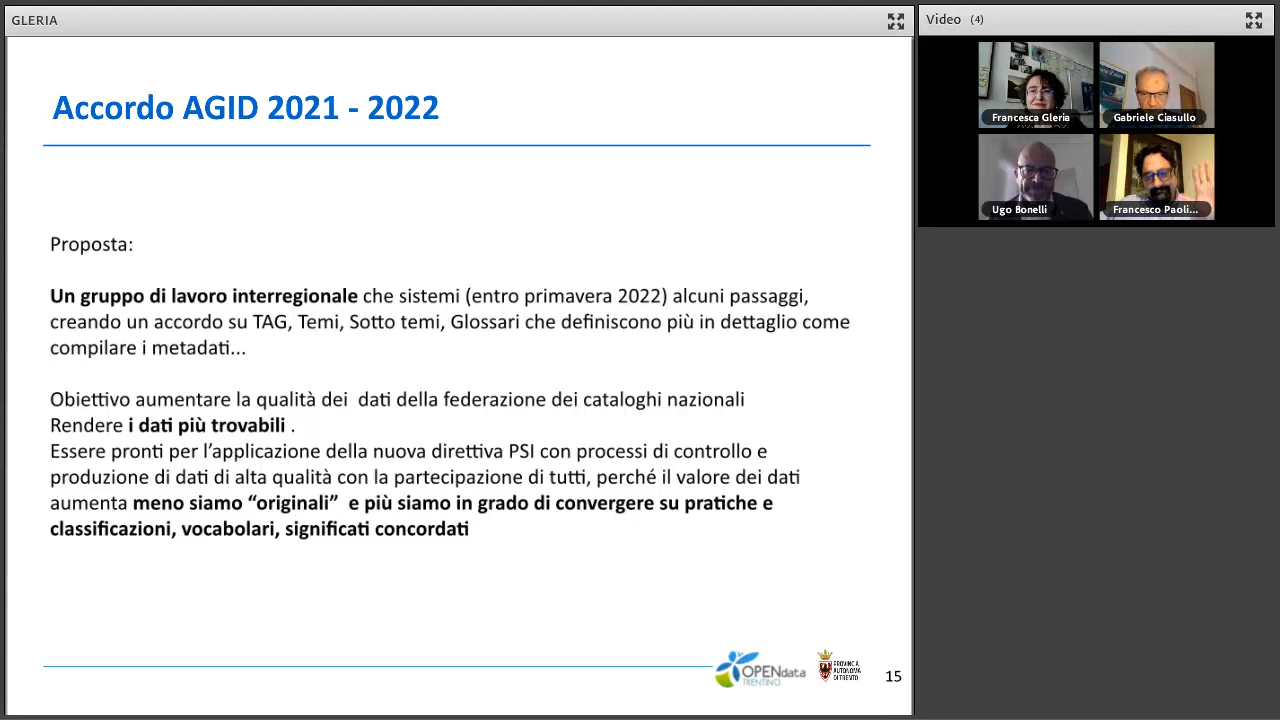 GLERIA
Accordo AGID 2021 - 2022
Proposta:
Un gruppo di lavoro interregionale che sistemi (entro primavera 2022) alcuni passaggi,
creando un accordo su TAG, Temi, Sotto temi, Glossari che definiscono più in dettaglio come
compilare i metadati...
Obiettivo aumentare la qualità dei dati della federazione dei cataloghi nazionali
Rendere i dati più trovabili .
Essere pronti per l’applicazione della nuova direttiva PSI con processi di controllo e
produzione di dati di alta qualità con la partecipazione di tutti, perché il valore dei dati
aumenta meno siamo “originali” e più siamo in grado di convergere su pratiche e
classificazioni, vocabolari, significati concordati
OPENdata
TRENTINO
PROVINCIA
AUTONOMA
DI TRENTO
15
Video (4)
Francesca Gleria
Gabriele Ciasullo
Ugo Bonelli
Francesco Paoli...